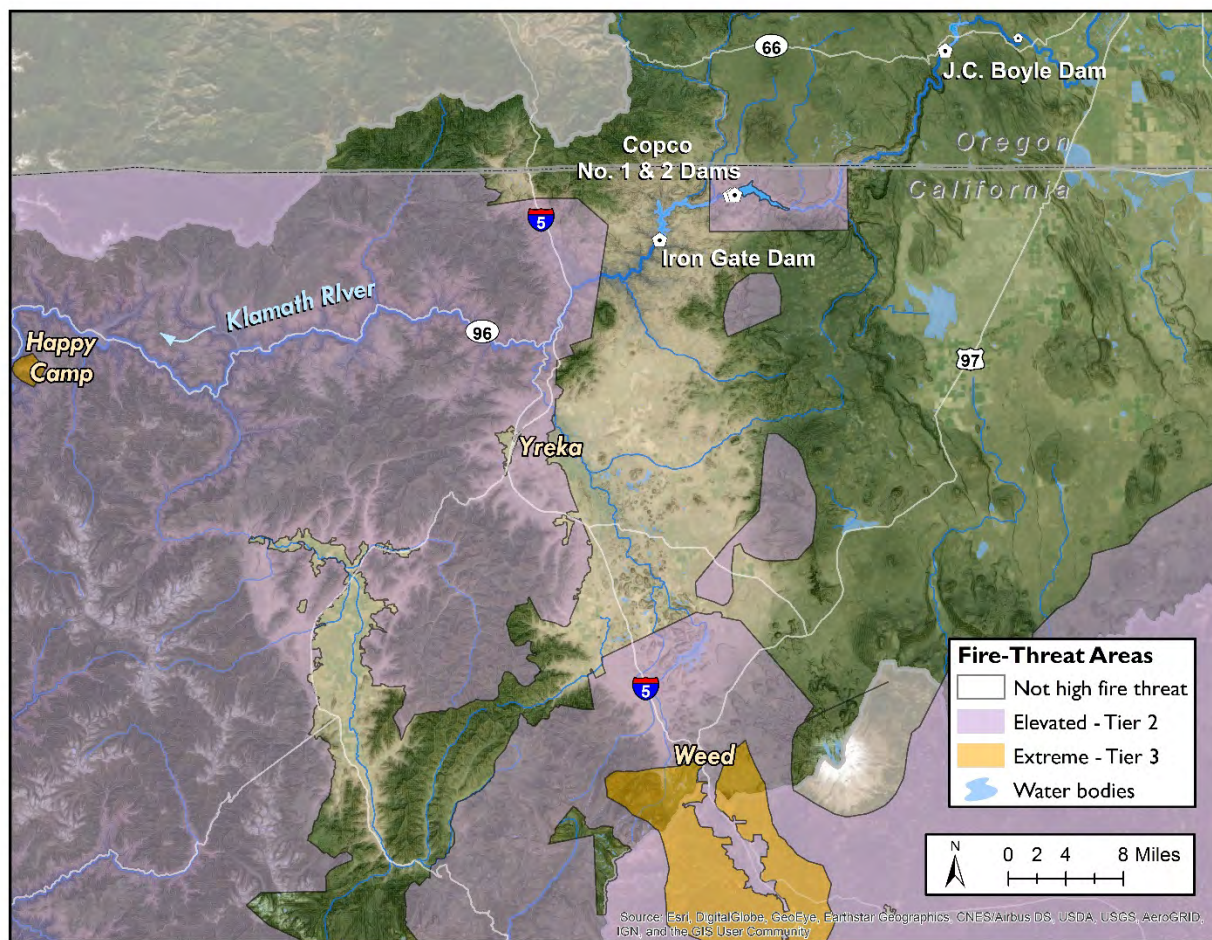 66
J.C. Boyle Dam
Oregon
Copco
No. 1 & 2 Dams
California
5
Iron Gate Dam
Klamath RIver
96
Happy
Camp
97
Yreka
5
Weed
Fire-Threat Areas
Not high fire threat
Elevated - Tier 2
Extreme - Tier 3
Water bodies
N
0 2 4 8 Miles
Source: Esri, DigitalGlobe, GeoEye, Earthstar Geographics, CNES/Airbus DS, USDA, USGS, AeroGRID,
IGN, and the GIS User Community